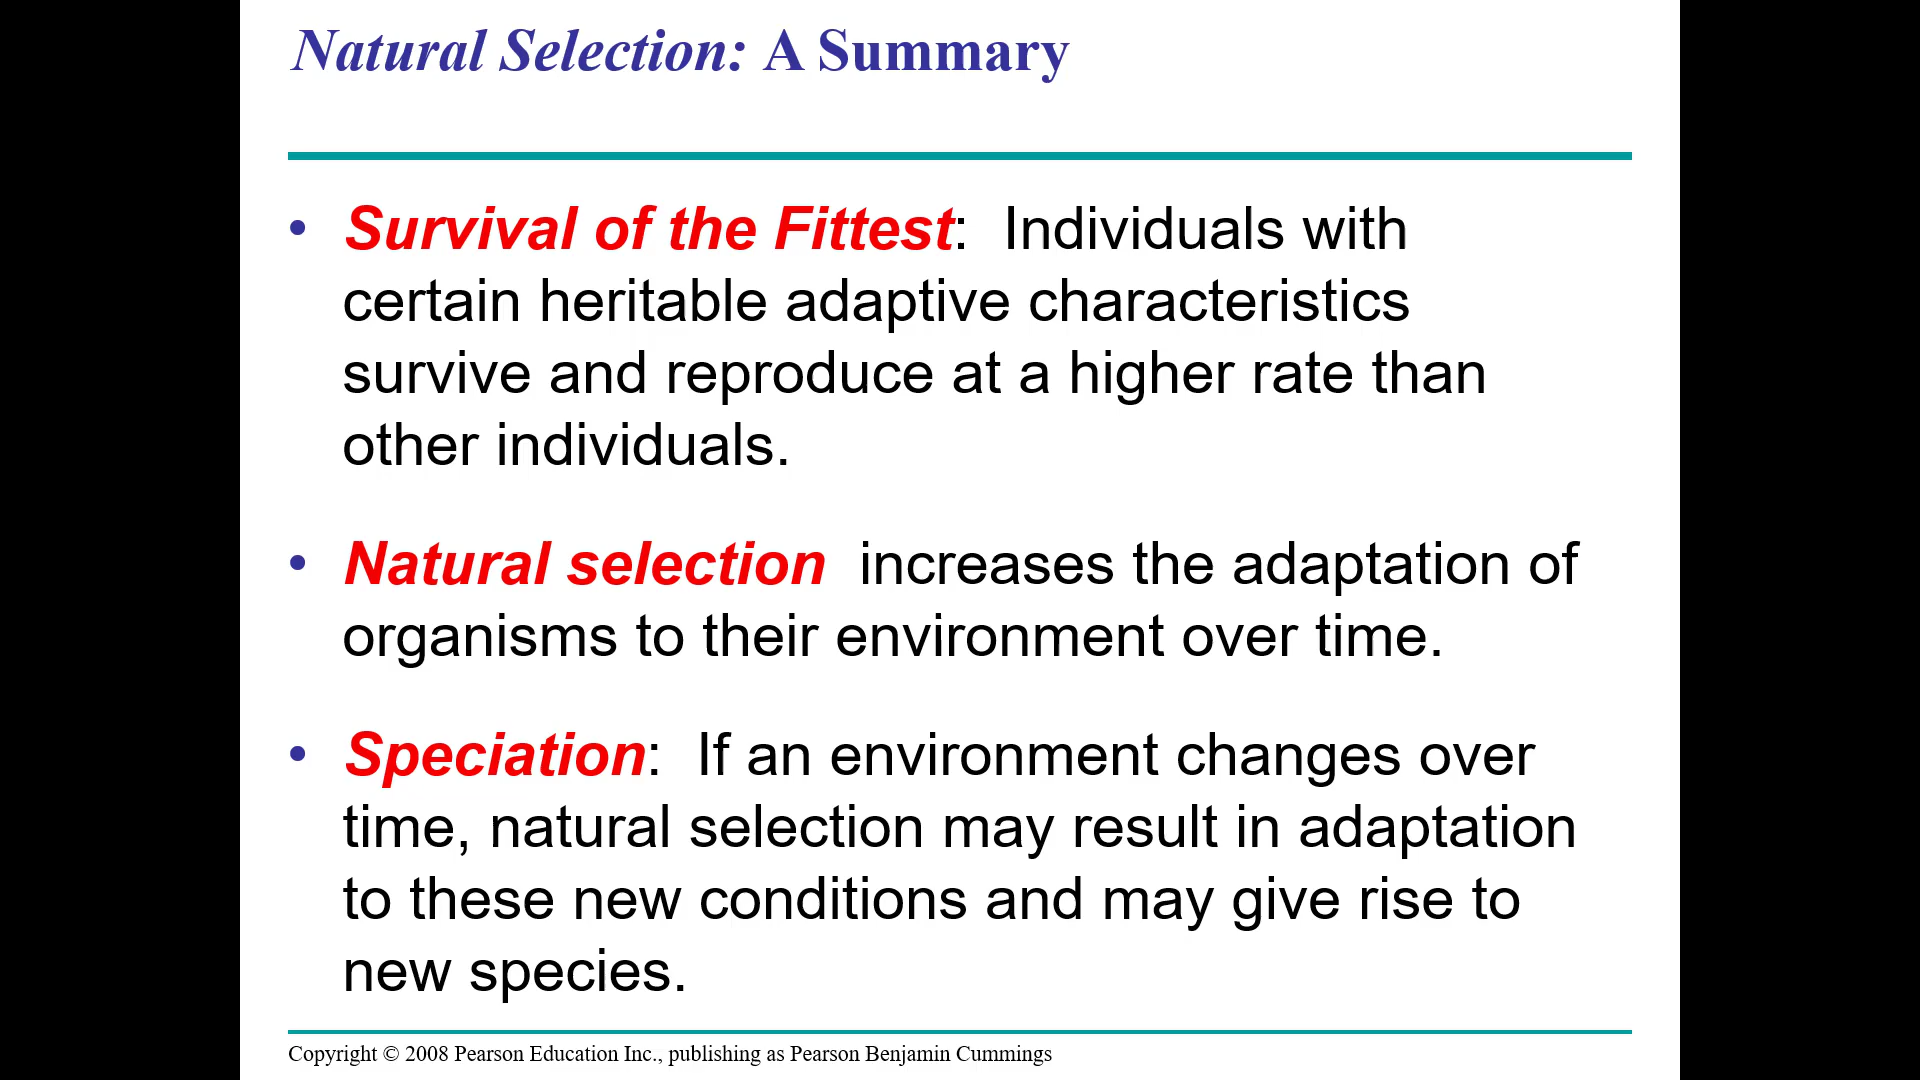 Natural Selection: A Summary
• Survival of the Fittest: Individuals with
certain heritable adaptive characteristics
survive and reproduce at a higher rate than
other individuals.
• Natural selection increases the adaptation of
organisms to their environment over time.
• Speciation: If an environment changes over
time, natural selection may result in adaptation
to these new conditions and may give rise to
new species.
Copyright © 2008 Pearson Education Inc., publishing as Pearson Benjamin Cummings